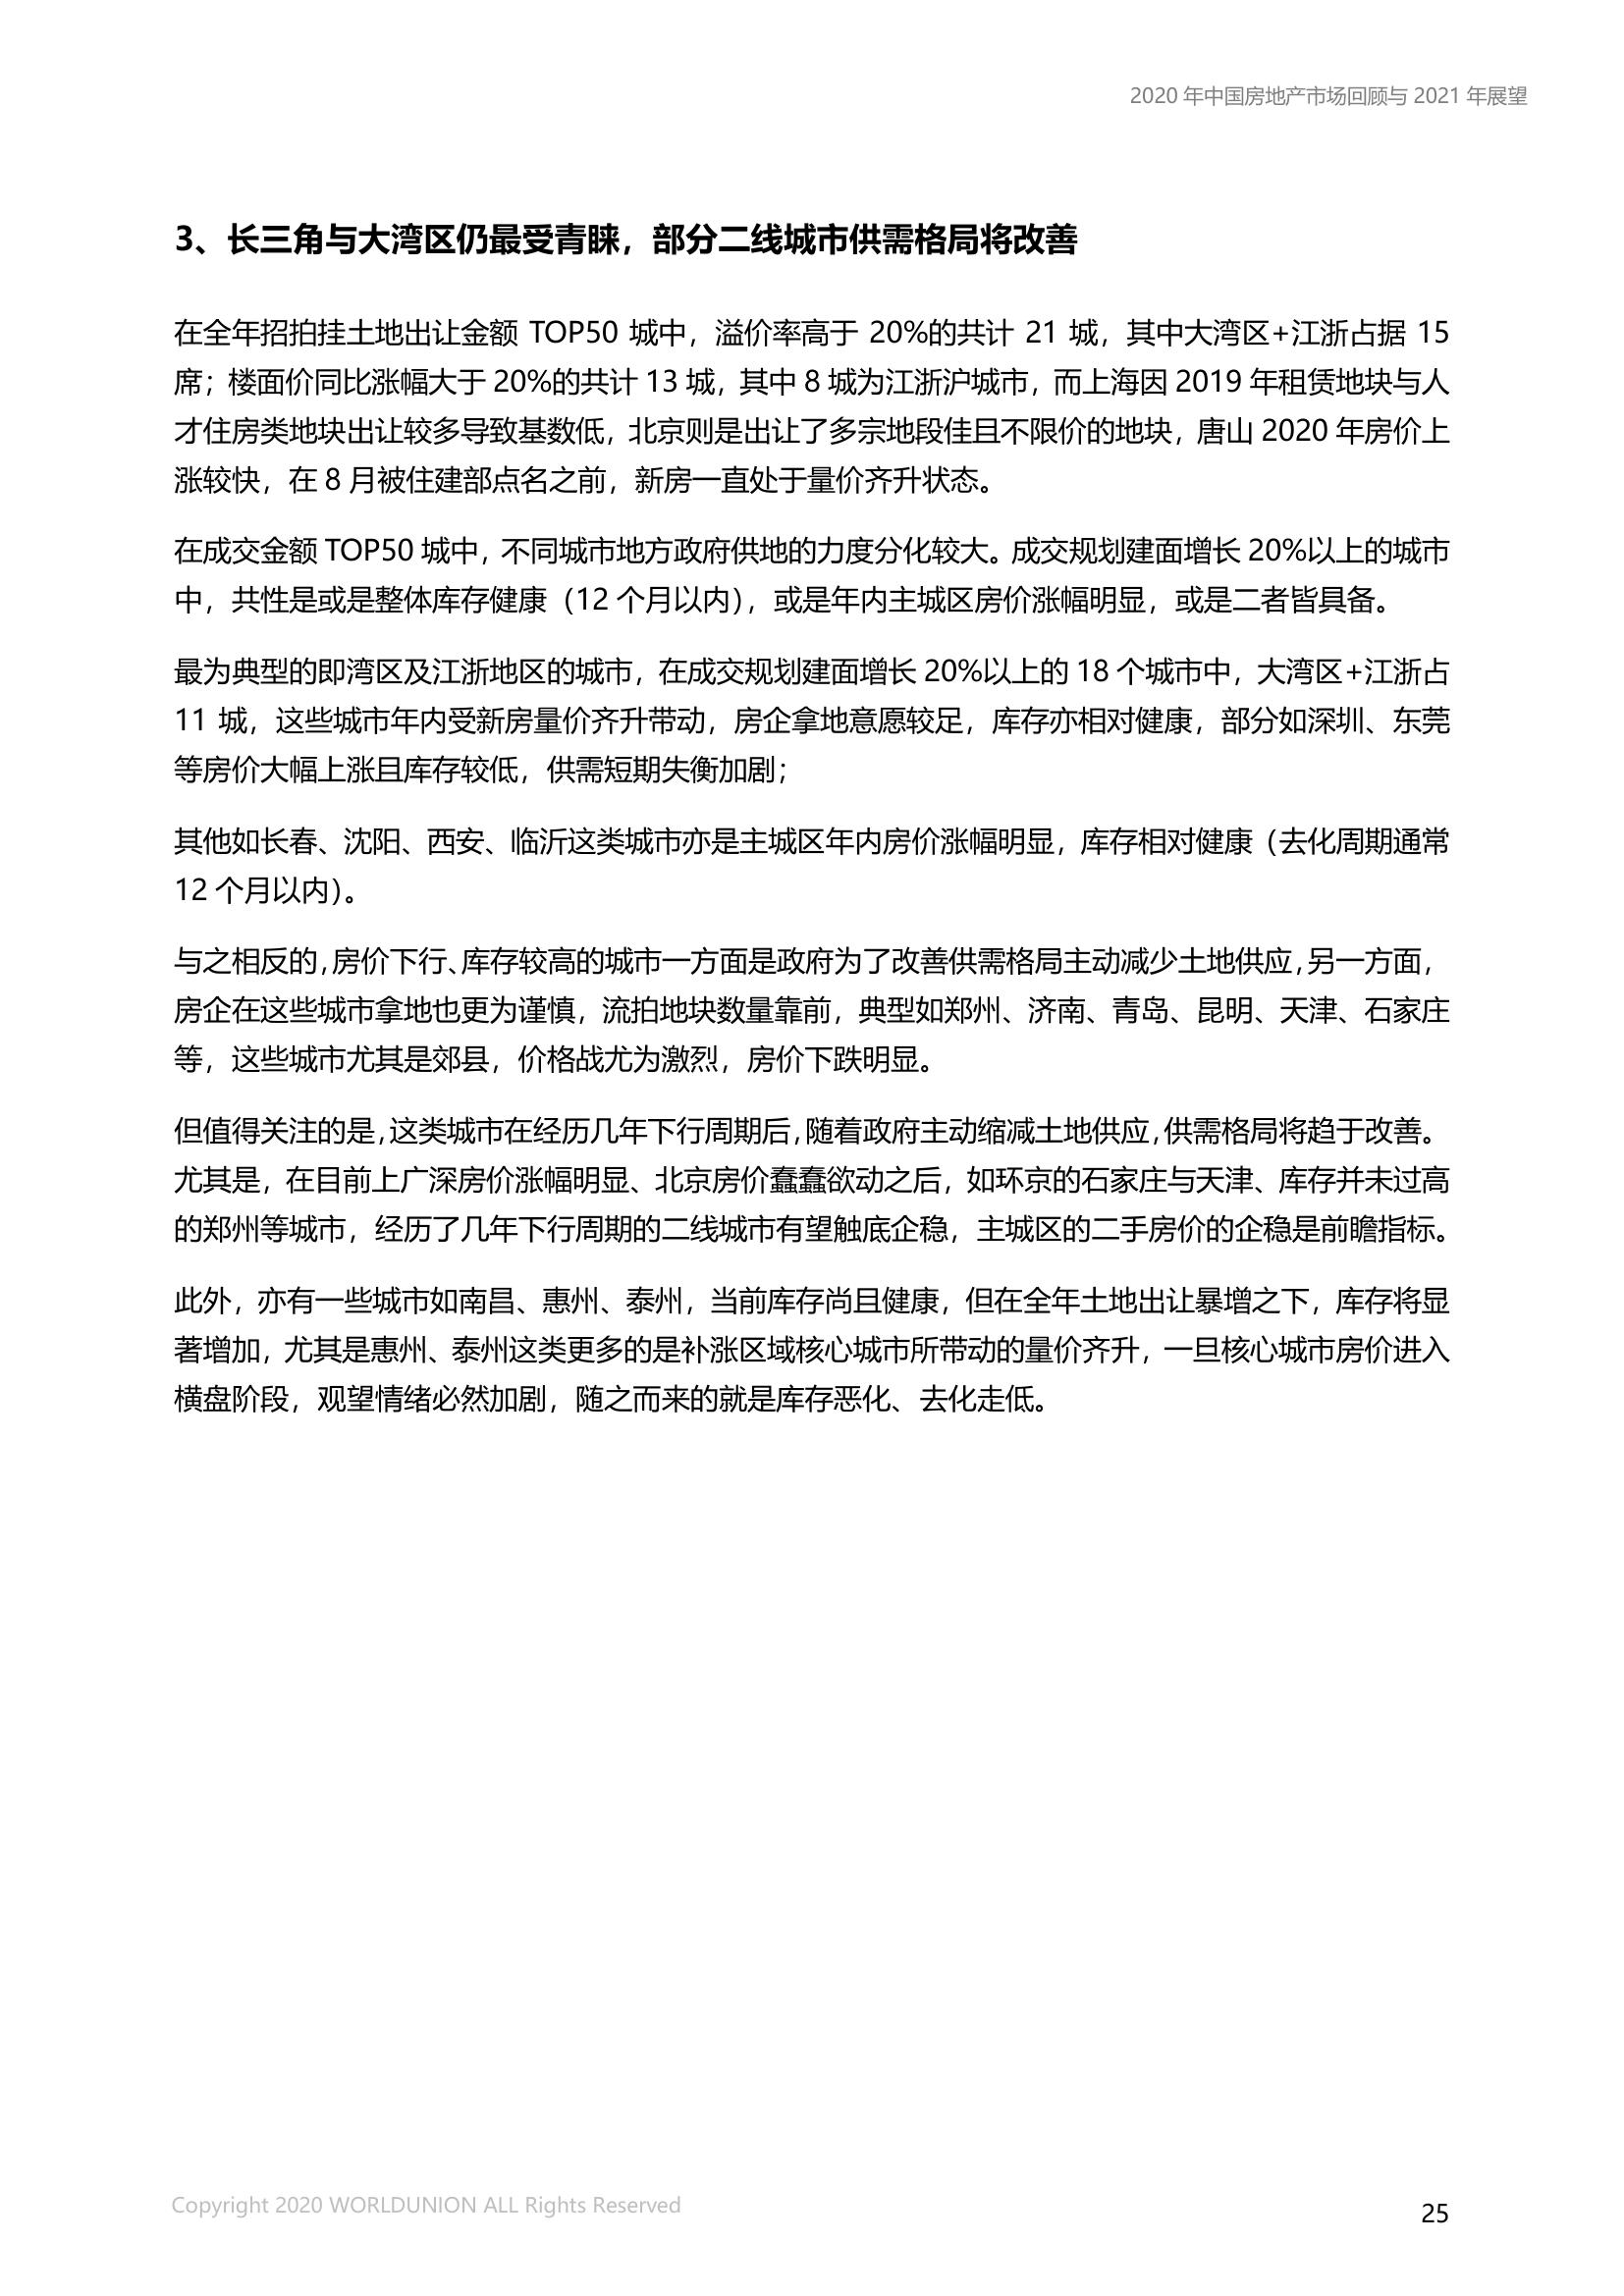 2020 年中国房地产市场回顾与 2021 年展望
3、长三角与大湾区仍最受青睐，部分二线城市供需格局将改善
在全年招拍挂土地出让金额 TOP50 城中，溢价率高于 20%的共计 21 城，其中大湾区+江浙占据 15
席；楼面价同比涨幅大于 20%的共计 13 城，其中 8 城为江浙沪城市，而上海因 2019 年租赁地块与人
才住房类地块出让较多导致基数低，北京则是出让了多宗地段佳且不限价的地块，唐山 2020 年房价上
涨较快，在 8 月被住建部点名之前，新房一直处于量价齐升状态。
在成交金额 TOP50 城中，不同城市地方政府供地的力度分化较大。成交规划建面增长 20%以上的城市
中，共性是或是整体库存健康（12 个月以内），或是年内主城区房价涨幅明显，或是二者皆具备。
最为典型的即湾区及江浙地区的城市，在成交规划建面增长 20%以上的 18 个城市中，大湾区+江浙占
11 城，这些城市年内受新房量价齐升带动，房企拿地意愿较足，库存亦相对健康，部分如深圳、东莞
等房价大幅上涨且库存较低，供需短期失衡加剧；
其他如长春、沈阳、西安、临沂这类城市亦是主城区年内房价涨幅明显，库存相对健康（去化周期通常
12 个月以内）。
与之相反的，房价下行、库存较高的城市一方面是政府为了改善供需格局主动减少土地供应，另一方面，
房企在这些城市拿地也更为谨慎，流拍地块数量靠前，典型如郑州、济南、青岛、昆明、天津、石家庄
等，这些城市尤其是郊县，价格战尤为激烈，房价下跌明显。
但值得关注的是，这类城市在经历几年下行周期后，随着政府主动缩减土地供应，供需格局将趋于改善。
尤其是，在目前上广深房价涨幅明显、北京房价蠢蠢欲动之后，如环京的石家庄与天津、库存并未过高
的郑州等城市，经历了几年下行周期的二线城市有望触底企稳，主城区的二手房价的企稳是前瞻指标。
此外，亦有一些城市如南昌、惠州、泰州，当前库存尚且健康，但在全年土地出让暴增之下，库存将显
著增加，尤其是惠州、泰州这类更多的是补涨区域核心城市所带动的量价齐升，一旦核心城市房价进入
横盘阶段，观望情绪必然加剧，随之而来的就是库存恶化、去化走低。
Copyright 2020 WORLDUNION ALL Rights Reserved
25